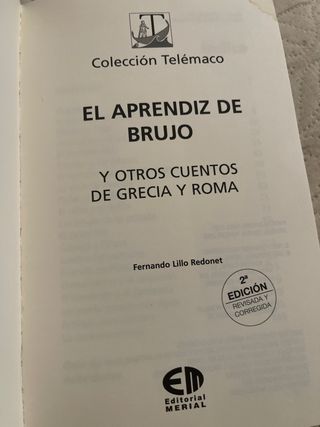 T
Colección Telémaco
EL APRENDIZ DE
BRUJO
Y OTROS CUENTOS
DE GRECIA Y ROMA
Fernando Lillo Redonet
2ª
EDICIÓN
REVISADA Y
CORREGIDA
EM
Editorial
MERIAL